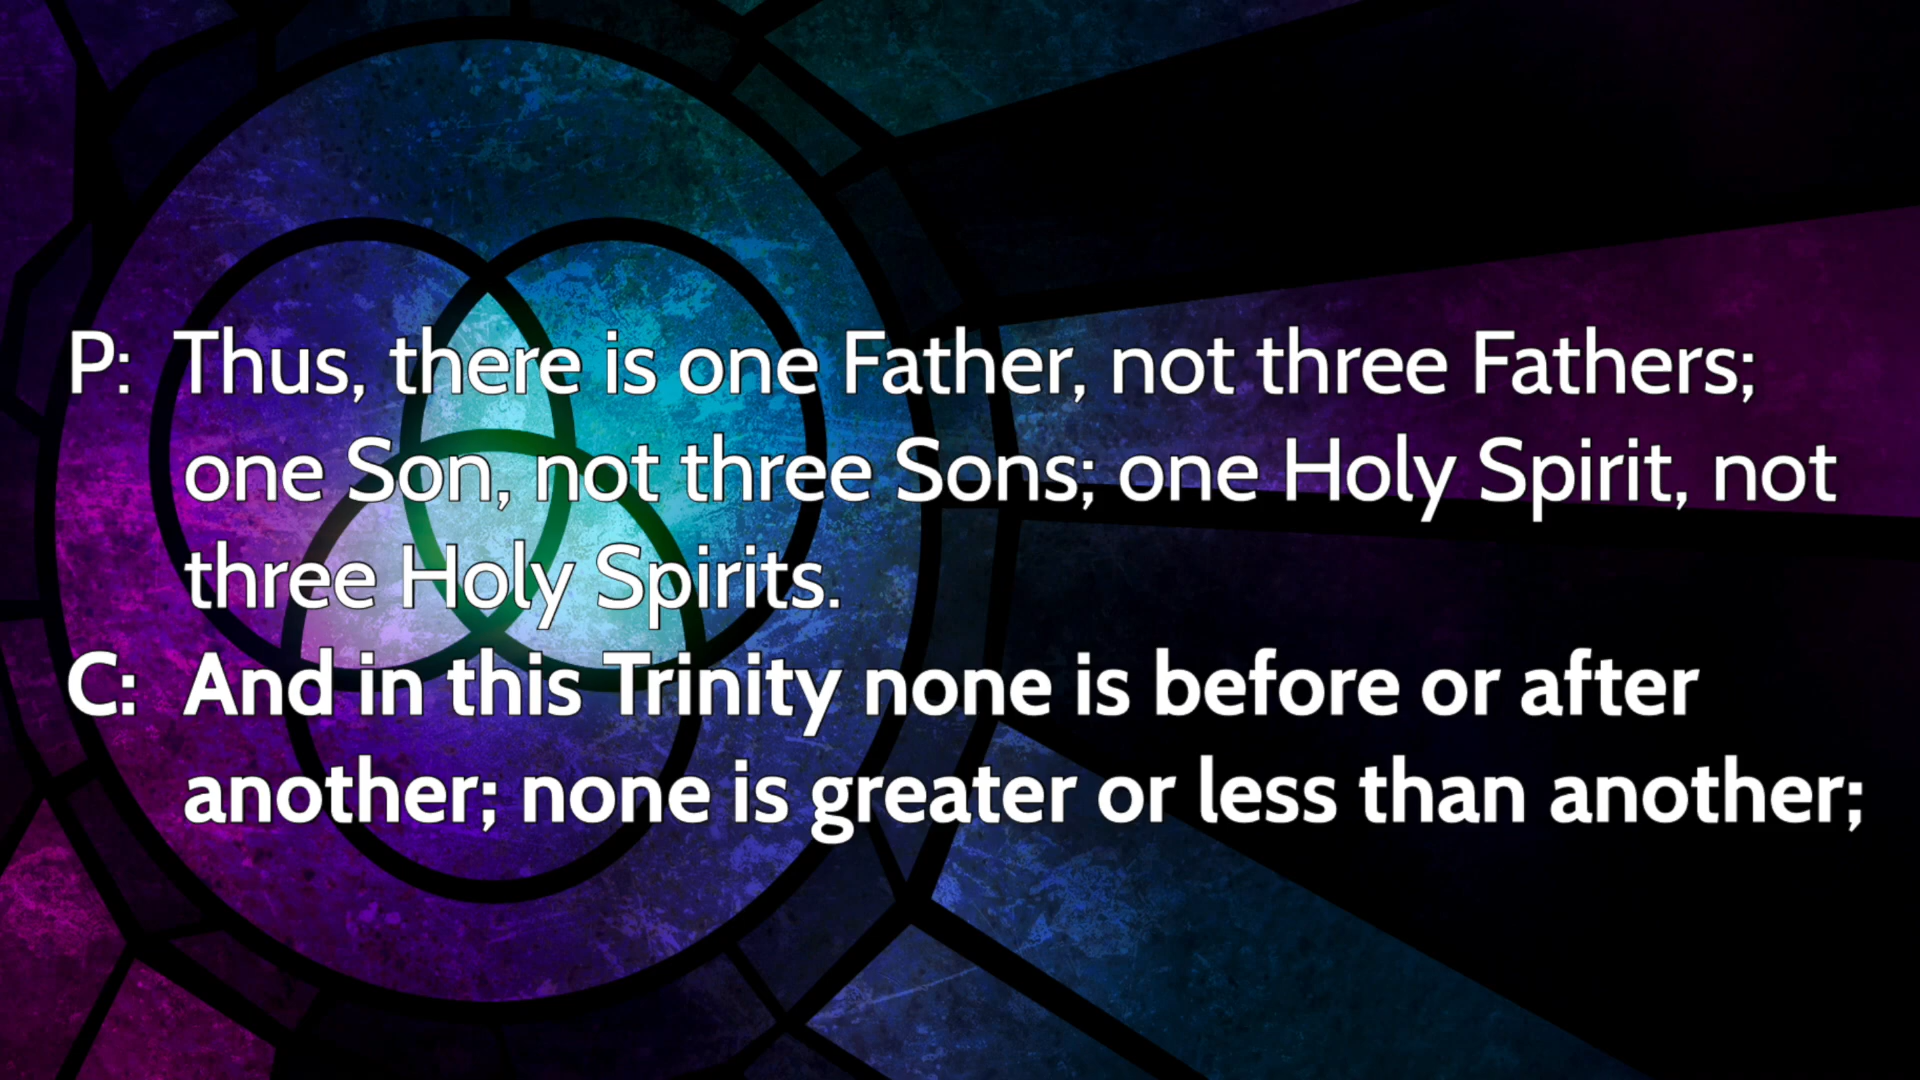 P: Thus, there is one Father, not three Fathers;
one Son, not three Sons; one Holy Spirit, not
three Holy Spirits.
C: And in this Trinity none is before or after
another; none is greater or less than another;